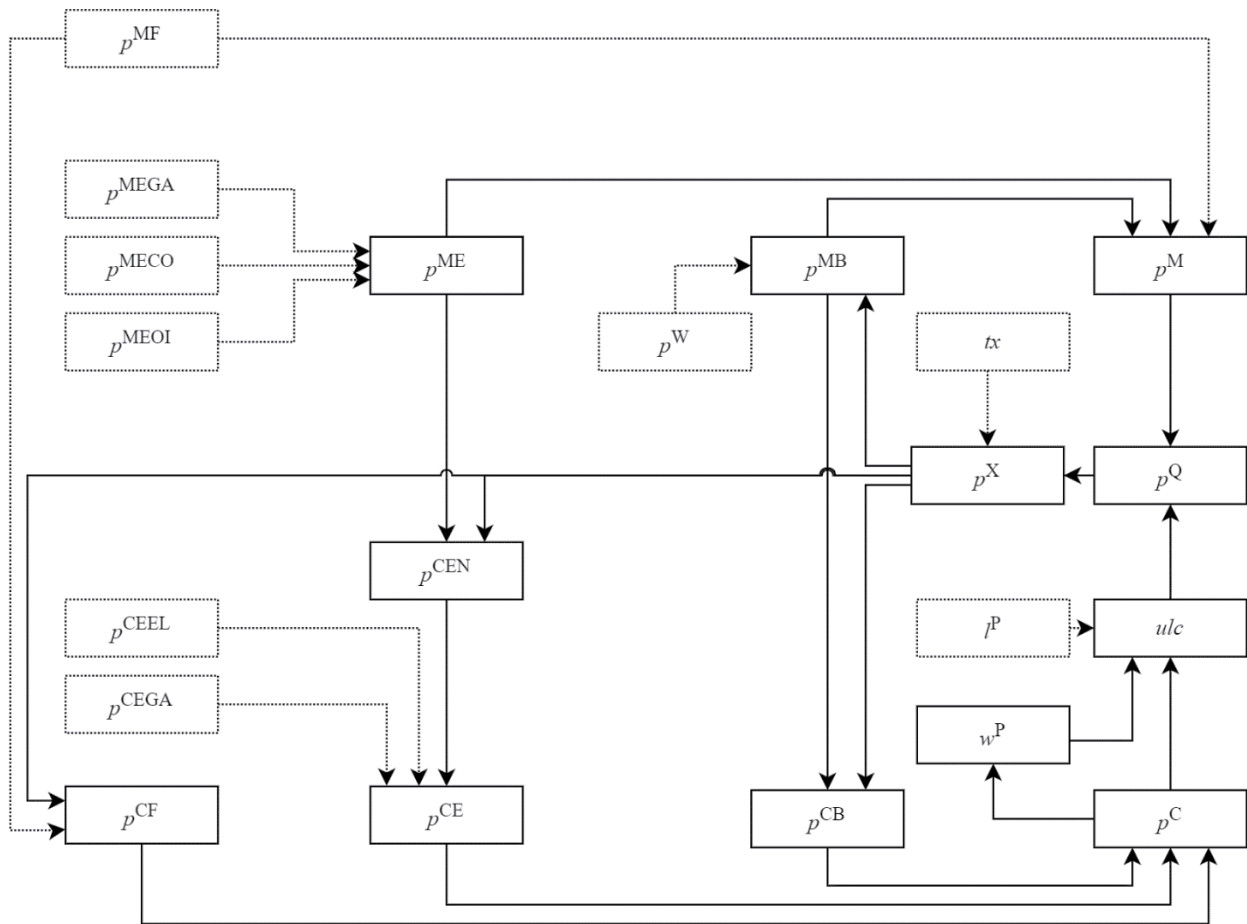 p^MF
p^MEGA
p^MECO
p^ME
p^MB
p^M
p^MEOI
p^W
tx
p^X
p^Q
p^CEN
p^CEEL
l^P
ulc
p^CEGA
w^P
p^CF
p^CE
p^CB
p^C